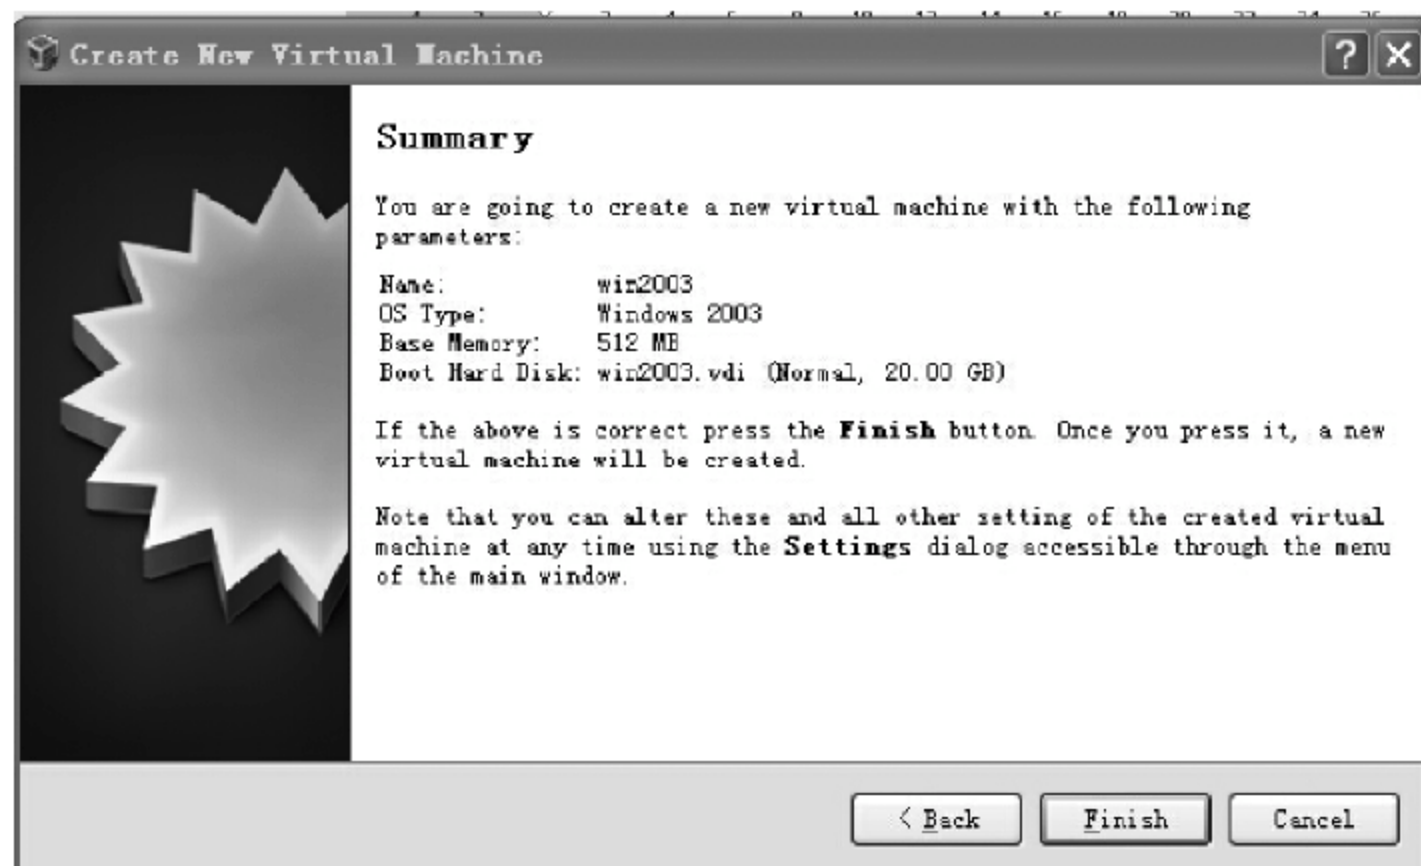 Create New Virtual Machine
Summary
You are going to create a new virtual machine with the following
parameters:
Name: win2003
OS Type: Windows 2003
Base Memory: 512 MB
Boot Hard Disk: win2003.vdi (Normal, 20.00 GB)
If the above is correct press the Finish button. Once you press it, a new
virtual machine will be created.
Note that you can alter these and all other setting of the created virtual
machine at any time using the Settings dialog accessible through the menu
of the main window.
< Back Finish Cancel